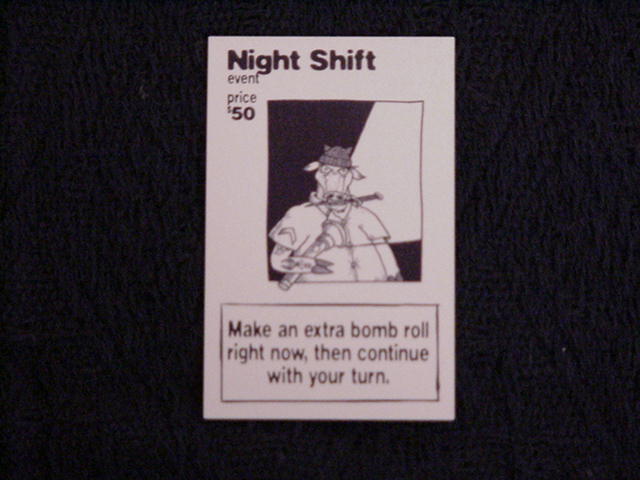 Night Shift
event
price
$50
Make an extra bomb roll
right now, then continue
with your turn.